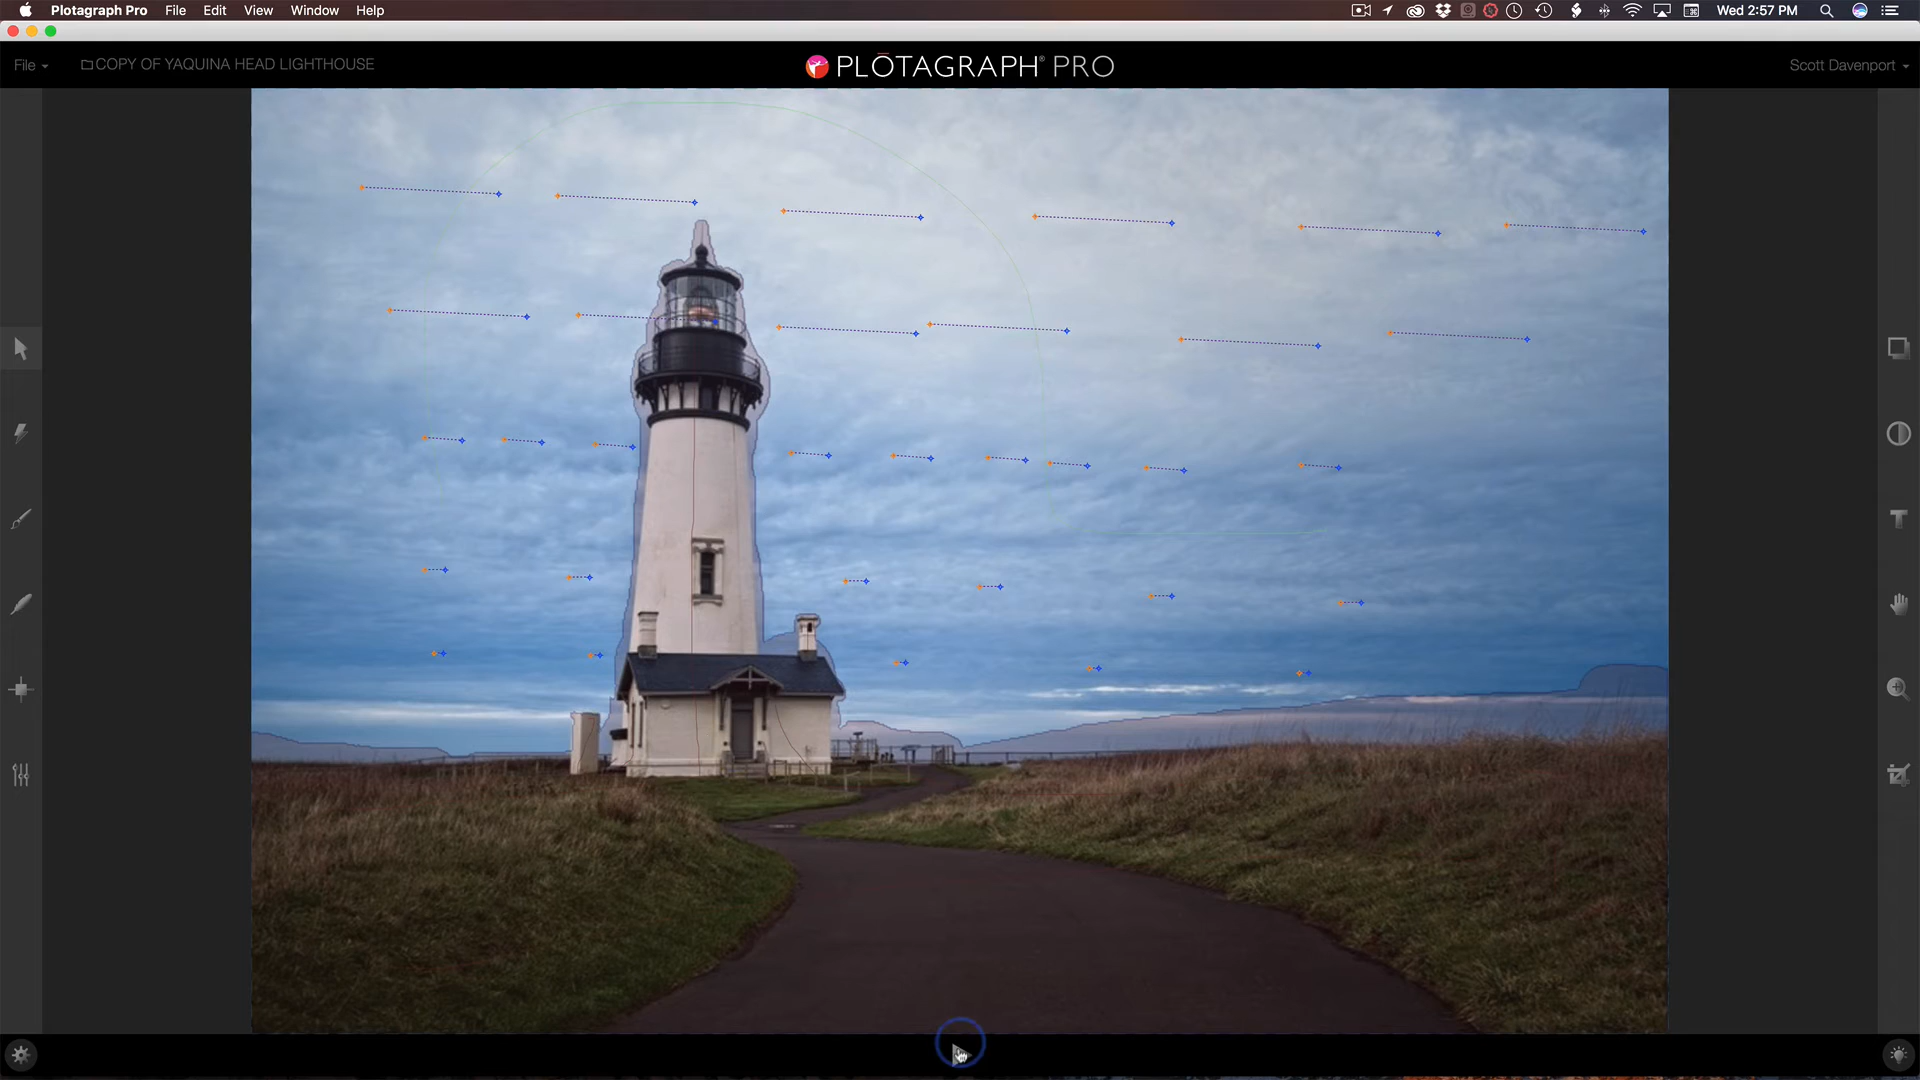 Plotagraph Pro File Edit View Window Help Wed 2:57 PM
File COPY OF YAQUINA HEAD LIGHTHOUSE PLŌTAGRAPH® PRO Scott Davenport
T